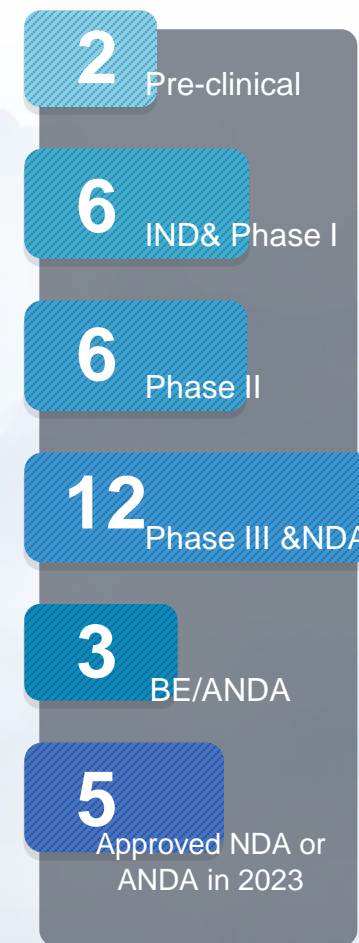 2
Pre-clinical
6
IND& Phase I
6
Phase II
12
Phase III &NDA
3
BE/ANDA
5
Approved NDA or
ANDA in 2023